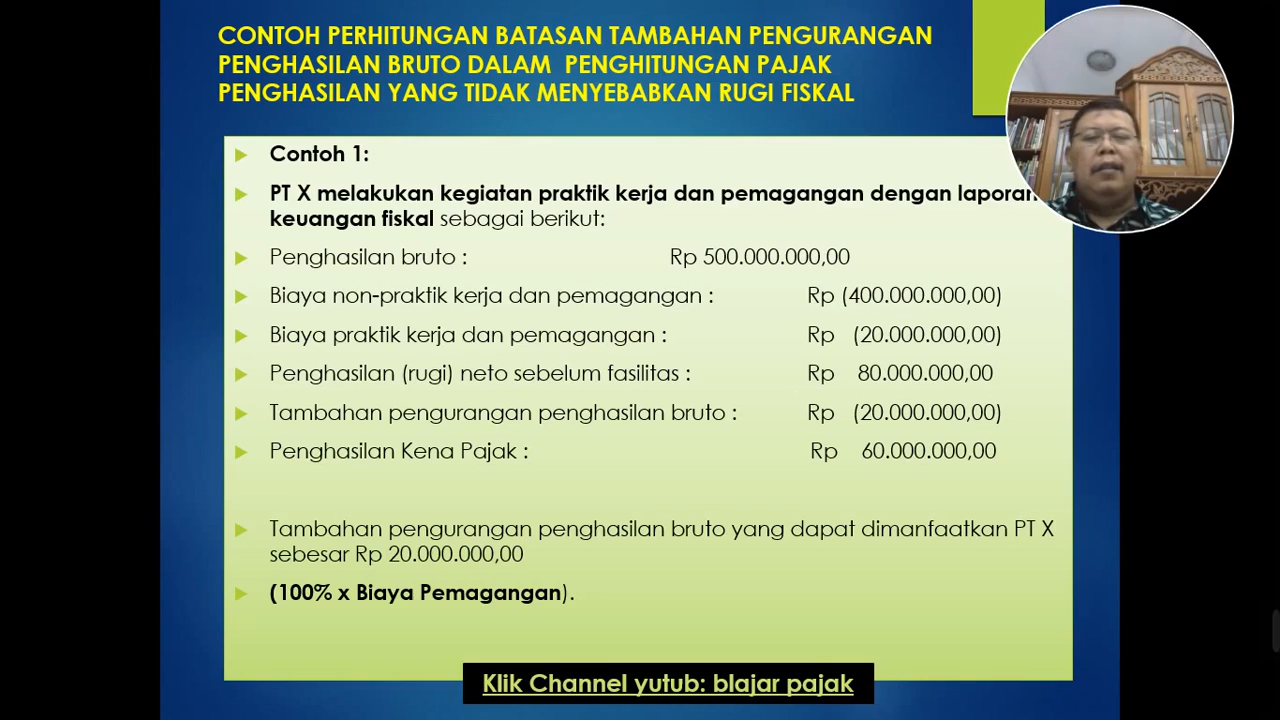 CONTOH PERHITUNGAN BATASAN TAMBAHAN PENGURANGAN
PENGHASILAN BRUTO DALAM PENGHITUNGAN PAJAK
PENGHASILAN YANG TIDAK MENYEBABKAN RUGI FISKAL
Contoh 1:
PT X melakukan kegiatan praktik kerja dan pemagangan dengan laporan
keuangan fiskal sebagai berikut:
Penghasilan bruto : Rp 500.000.000,00
Biaya non-praktik kerja dan pemagangan : Rp (400.000.000,00)
Biaya praktik kerja dan pemagangan : Rp (20.000.000,00)
Penghasilan (rugi) neto sebelum fasilitas : Rp 80.000.000,00
Tambahan pengurangan penghasilan bruto : Rp (20.000.000,00)
Penghasilan Kena Pajak : Rp 60.000.000,00
Tambahan pengurangan penghasilan bruto yang dapat dimanfaatkan PT X
sebesar Rp 20.000.000,00
(100% x Biaya Pemagangan).
Klik Channel yutub: blajar pajak